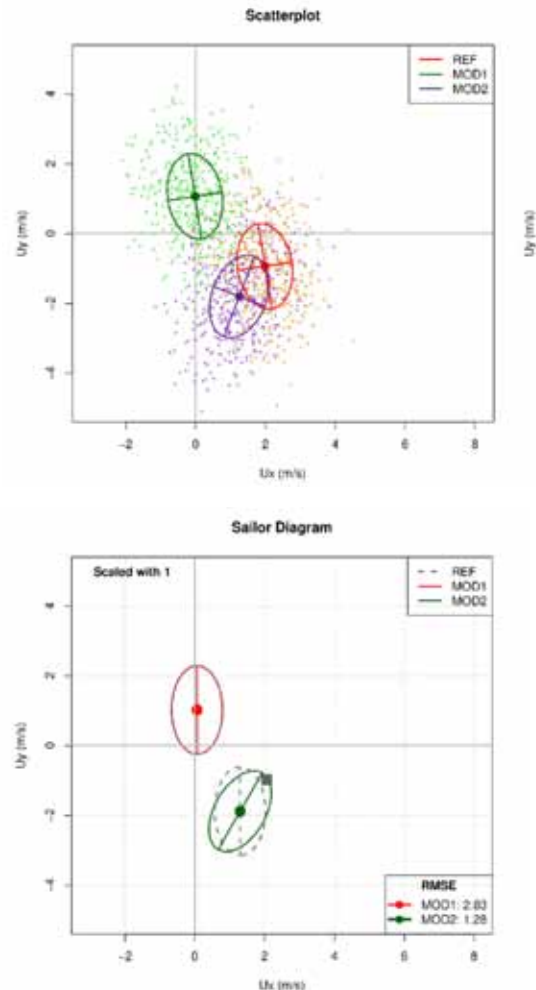 Scatterplot
REF
MOD1
MOD2
4
2
0
-2
-4
Uy (m/s)
Uy (m/s)
-2 0 2 4 6 8
Ux (m/s)
Sailor Diagram
Scaled with 1
REF
MOD1
MOD2
4
2
0
-2
-4
Uy (m/s)
RMSE
MOD1: 2.83
MOD2: 1.28
-2 0 2 4 6 8
Ux (m/s)